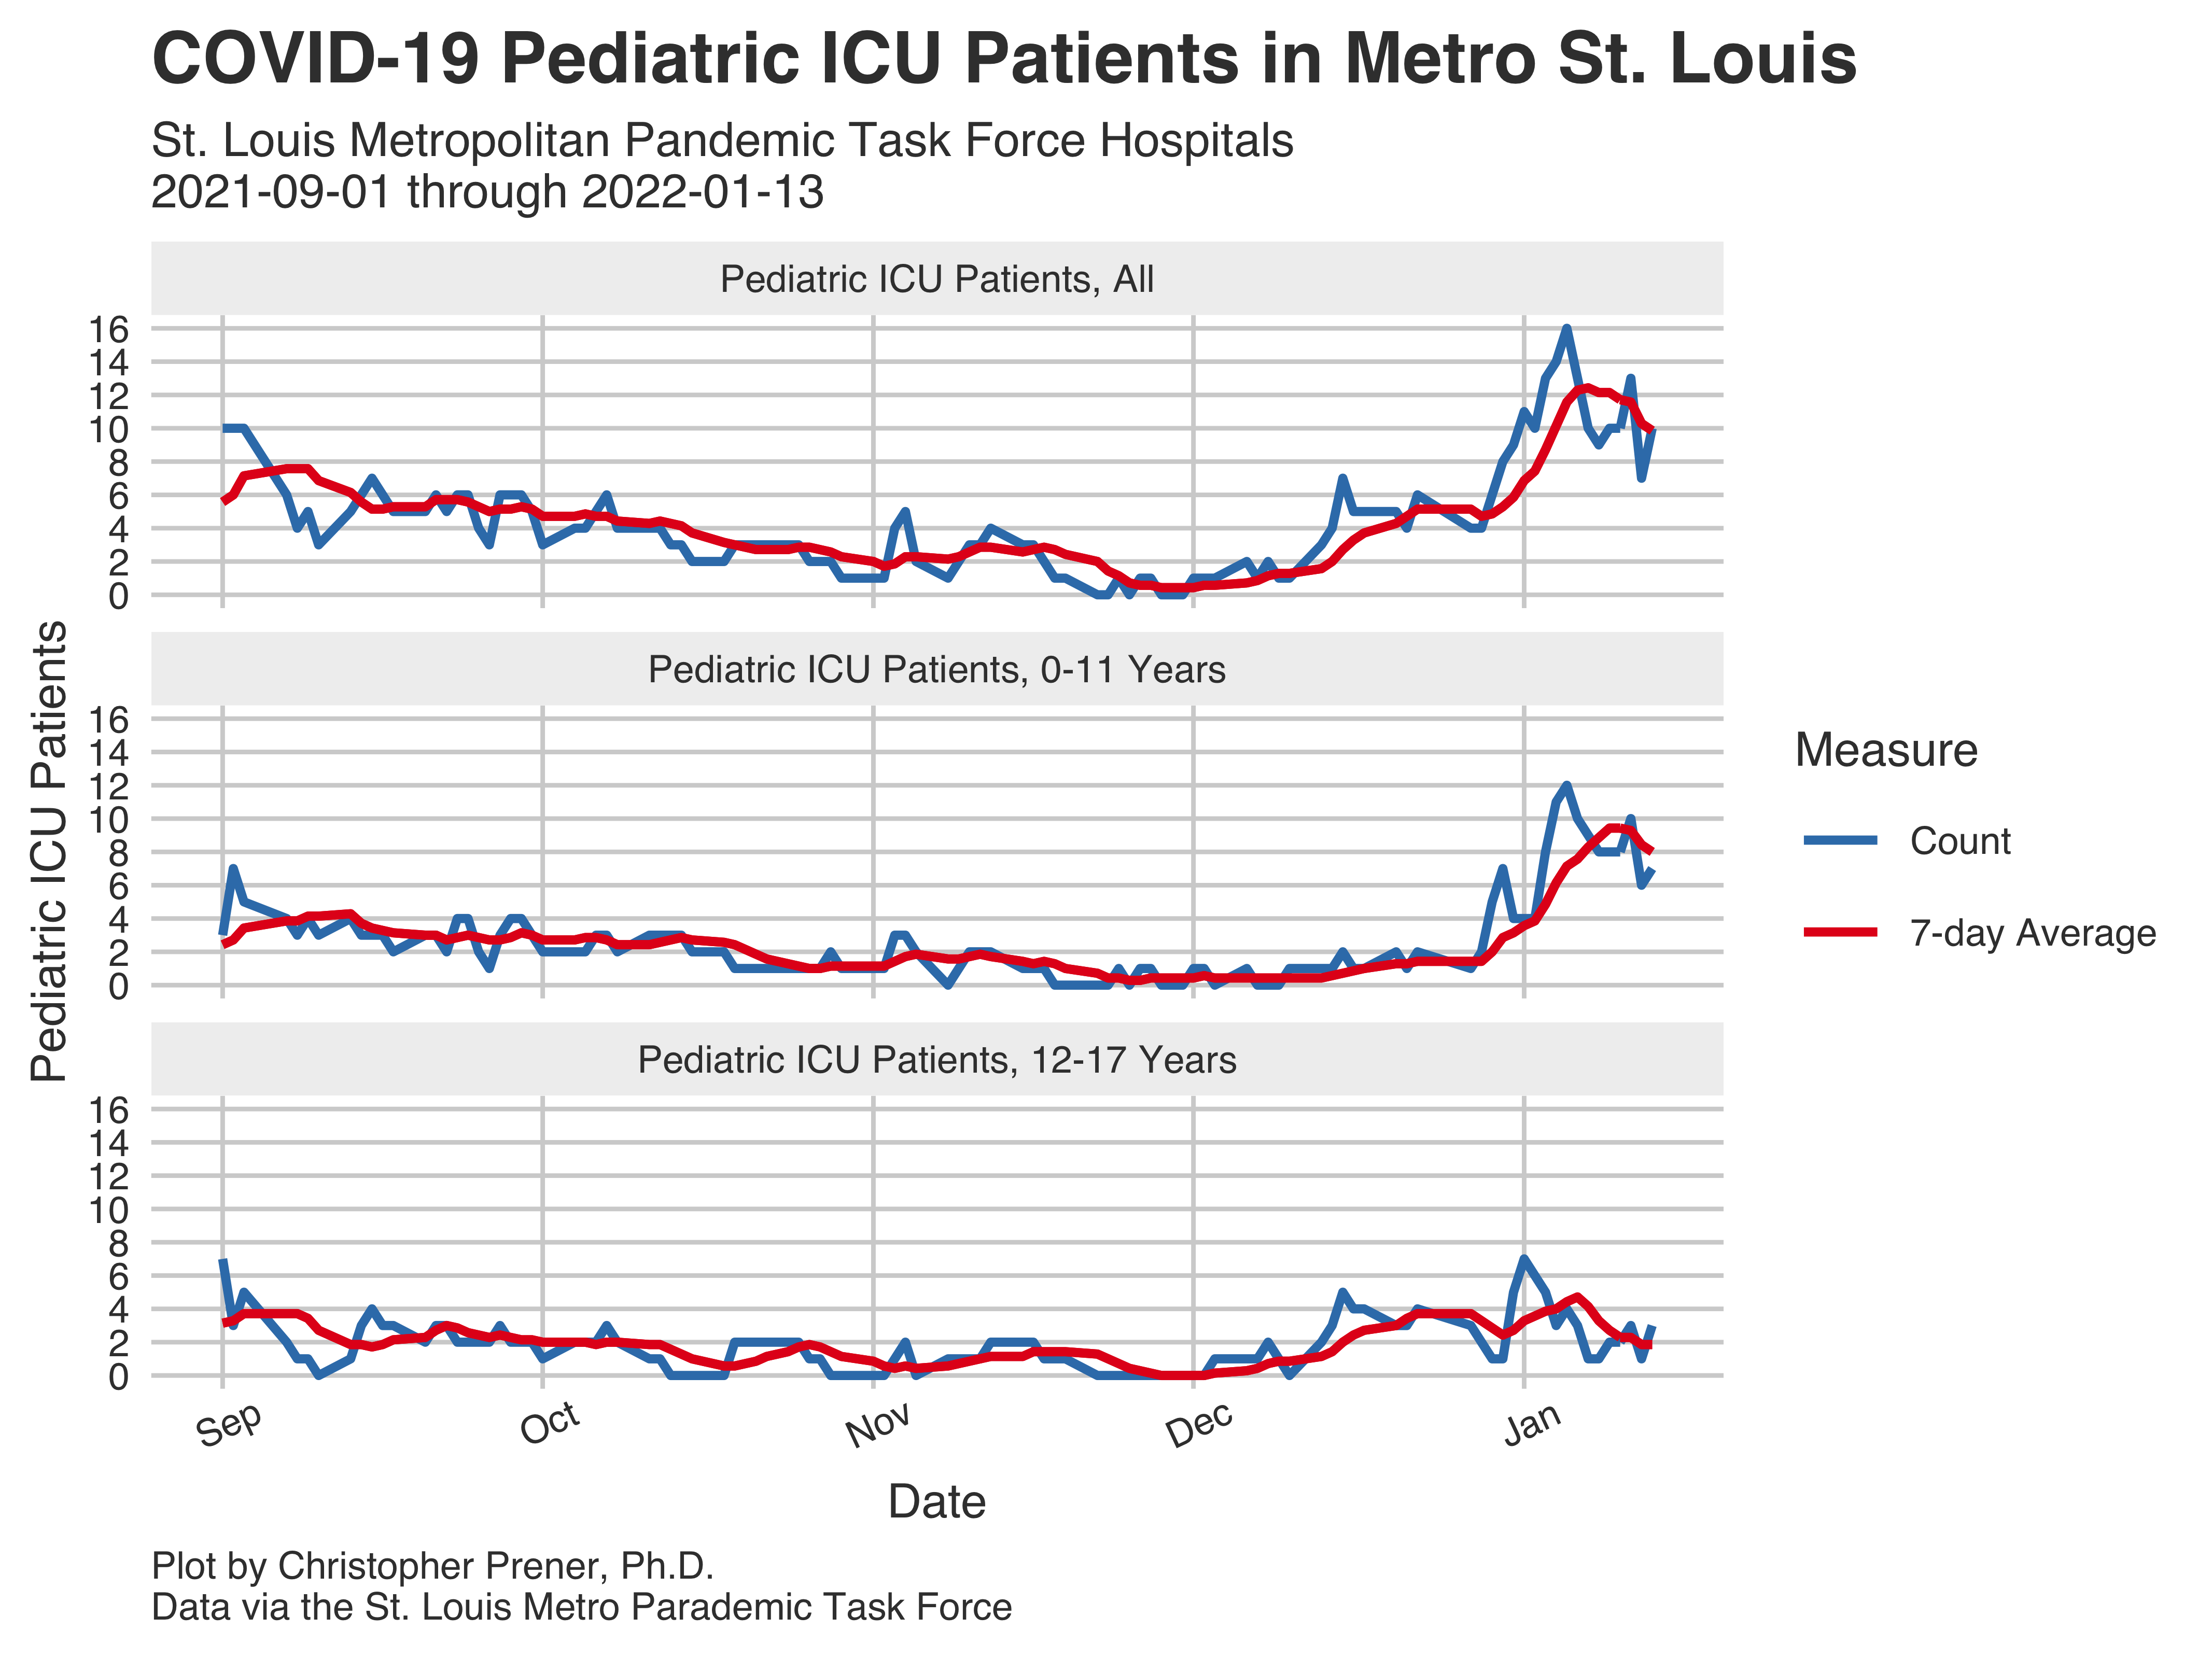 COVID-19 Pediatric ICU Patients in Metro St. Louis
St. Louis Metropolitan Pandemic Task Force Hospitals
2021-09-01 through 2022-01-13
Pediatric ICU Patients
Pediatric ICU Patients, All
16
14
12
10
8
6
4
2
0
Pediatric ICU Patients, 0-11 Years
16
14
12
10
8
6
4
2
0
Pediatric ICU Patients, 12-17 Years
16
14
12
10
8
6
4
2
0
Sep Oct Nov Dec Jan
Date
Measure
Count
7-day Average
Plot by Christopher Prener, Ph.D.
Data via the St. Louis Metro Parademic Task Force